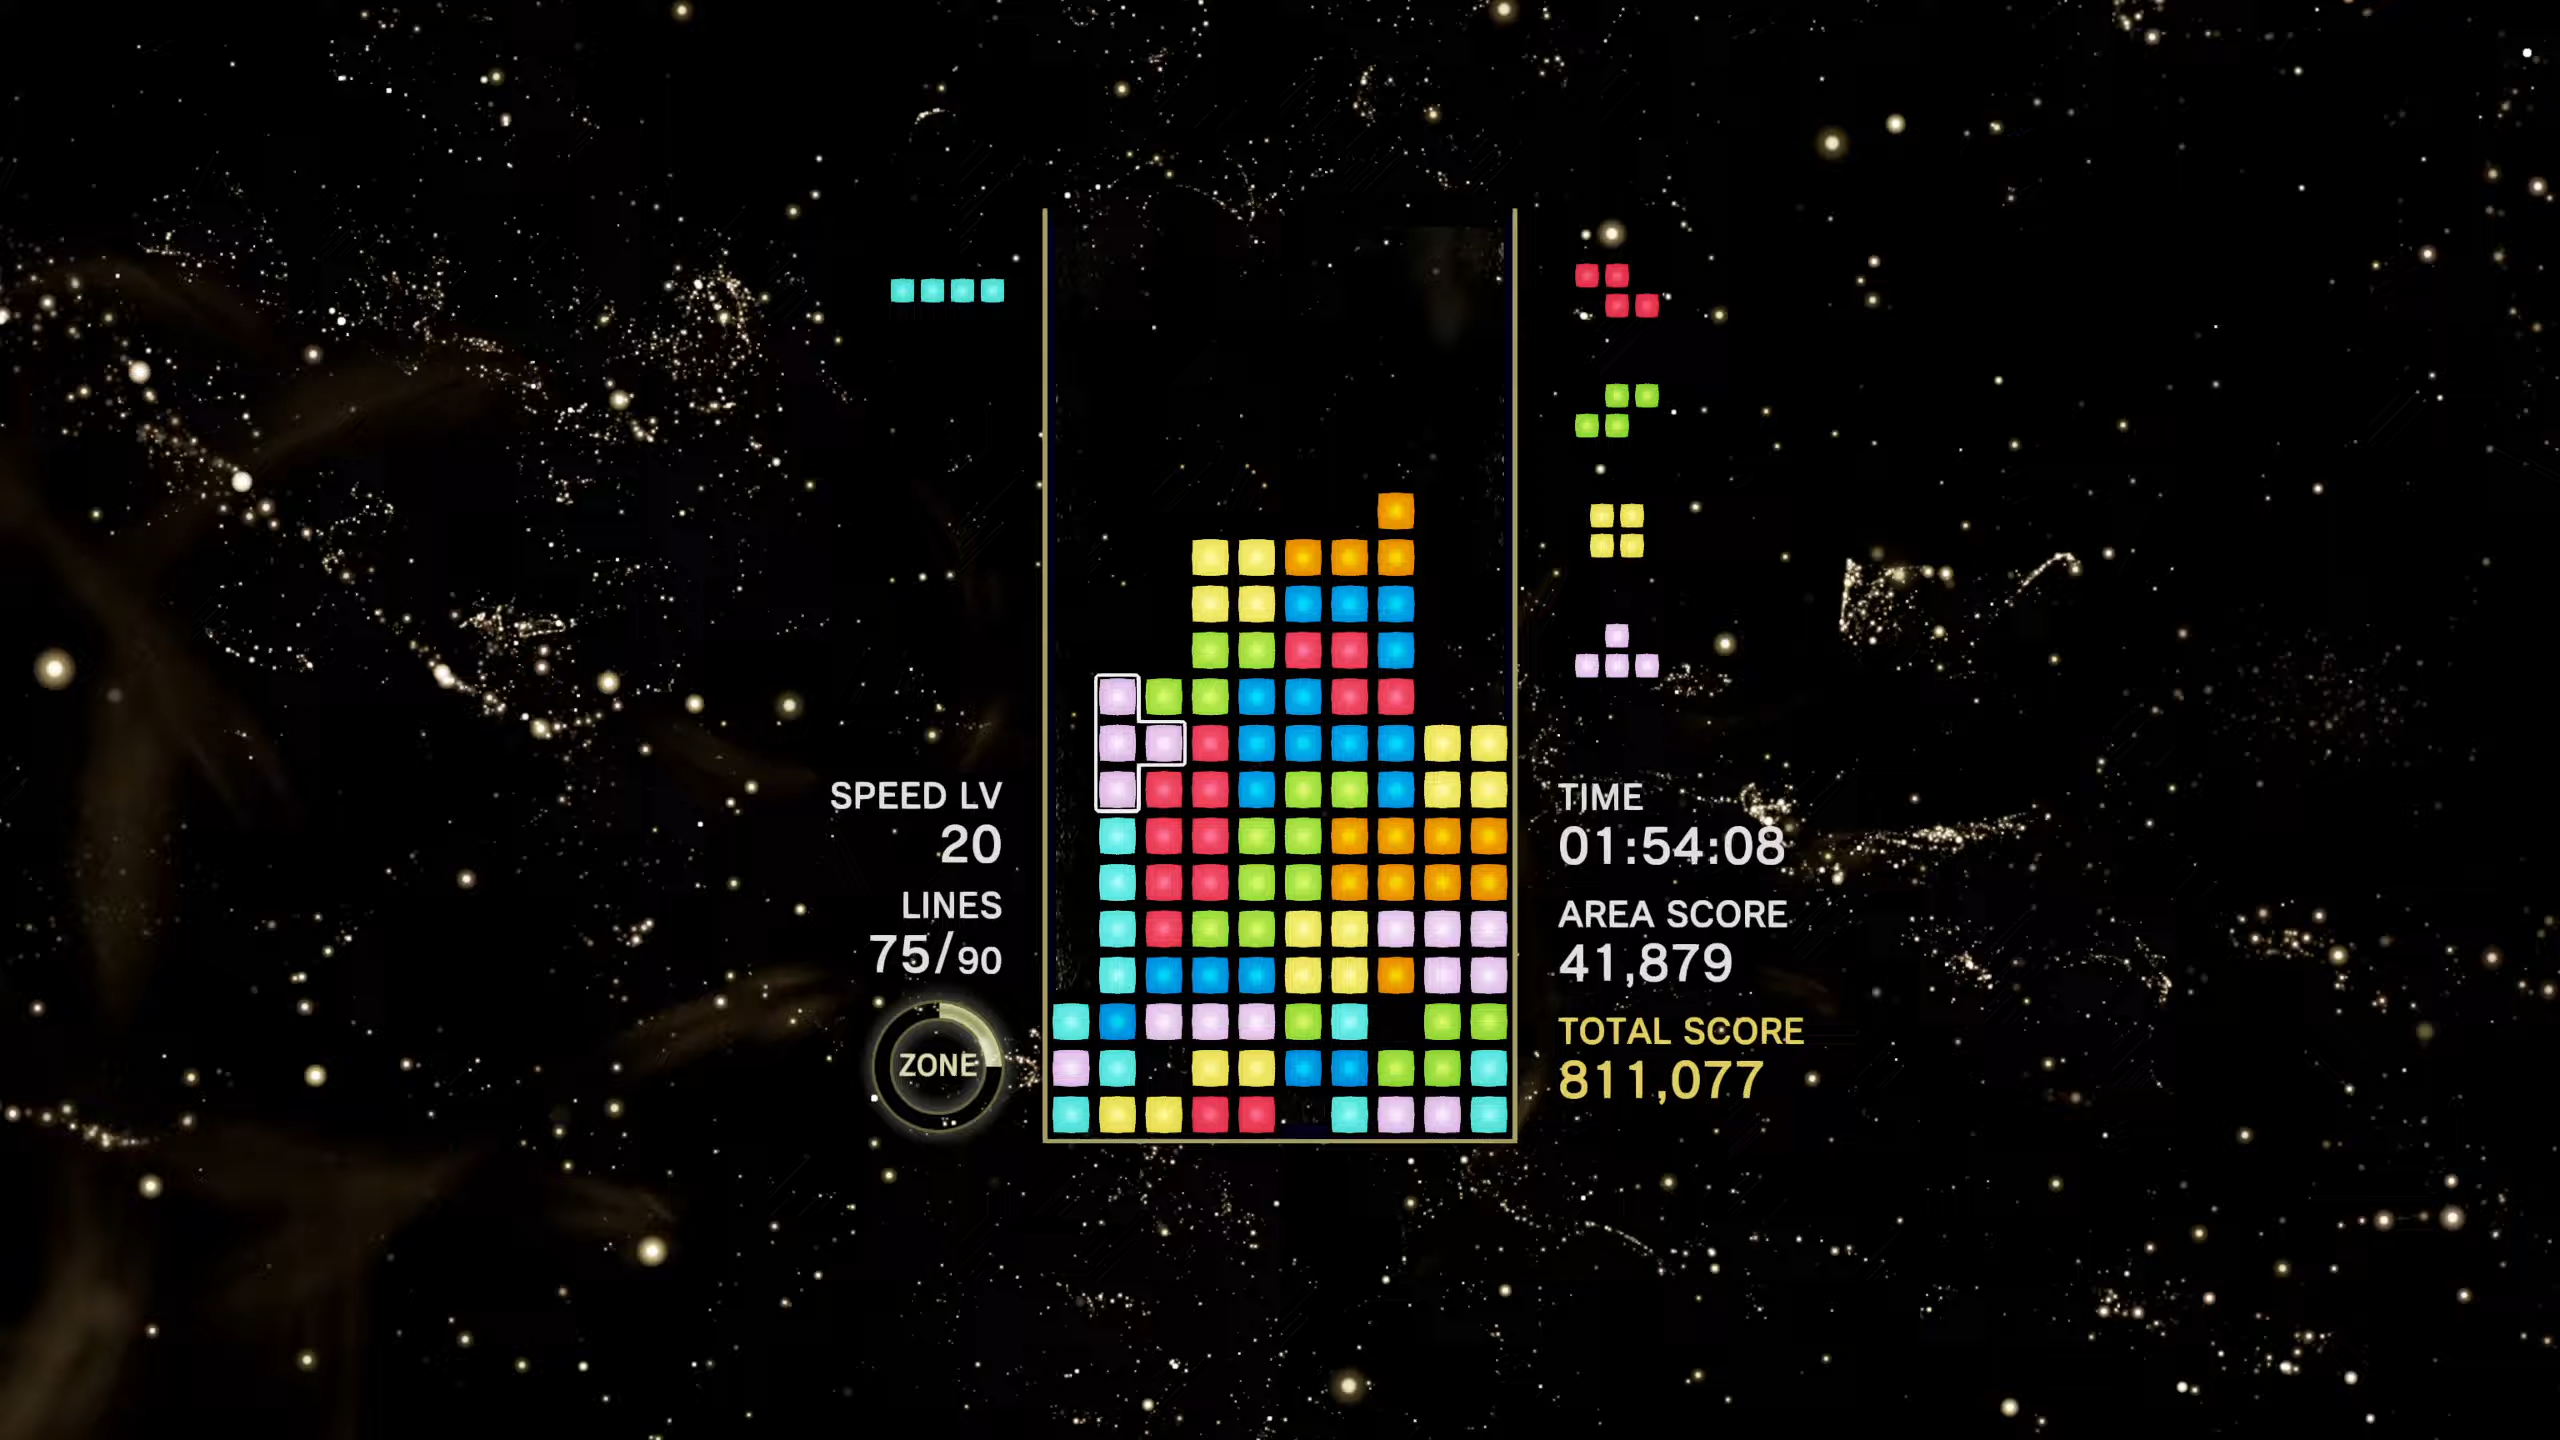 SPEED LV
20
LINES
75/90
ZONE
TIME
01:54:08
AREA SCORE
41,879
TOTAL SCORE
811,077